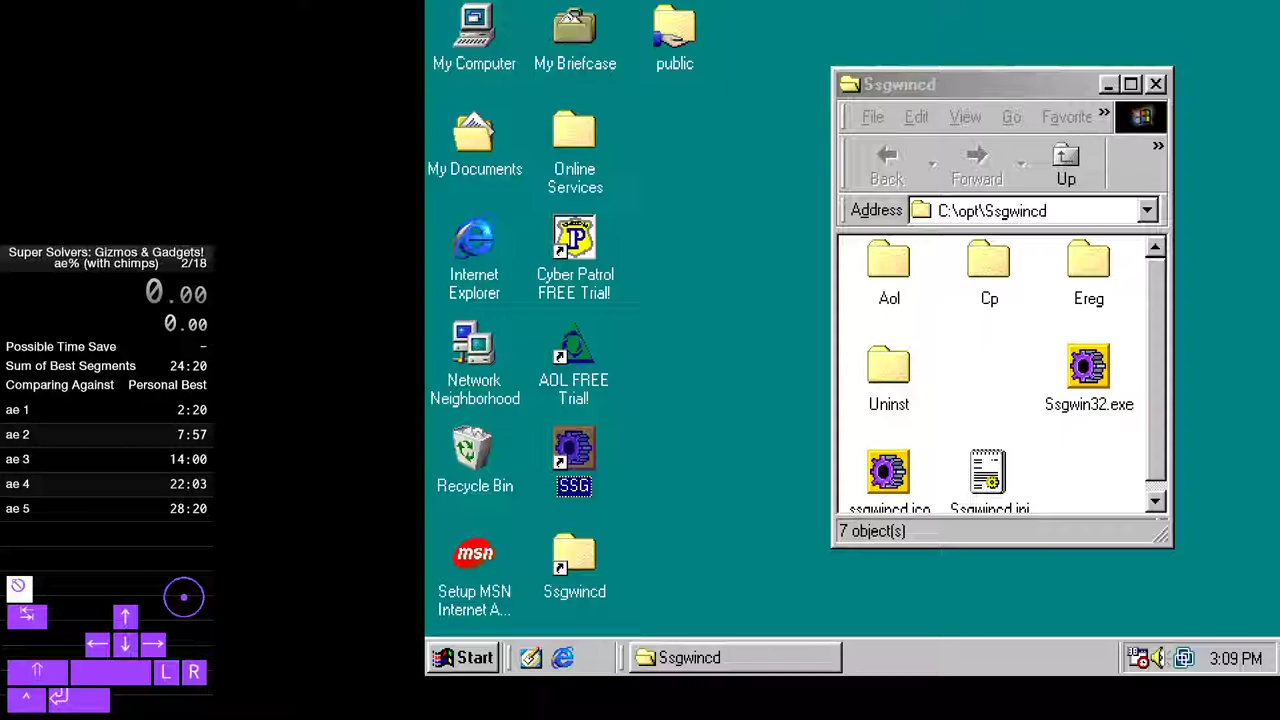 Super Solvers: Gizmos & Gadgets!
ae% (with chimps) 2/18
0.00
0.00
Possible Time Save –
Sum of Best Segments 24:20
Comparing Against Personal Best
ae 1 2:20
ae 2 7:57
ae 3 14:00
ae 4 22:03
ae 5 28:20
L R
My Computer
My Briefcase
public
My Documents
Online
Services
Internet
Explorer
Cyber Patrol
FREE Trial!
Network
Neighborhood
AOL FREE
Trial!
Recycle Bin
SSG
msn
Setup MSN
Internet A...
Ssgwincd
Ssgwincd
File Edit View Go Favorite »
Back Forward Up »
Address C:\opt\Ssgwincd
Aol
Cp
Ereg
Uninst
Ssgwin32.exe
ssgwincd.ico
Ssgwincd.ini
7 object(s)
Start
Ssgwincd
3:09 PM